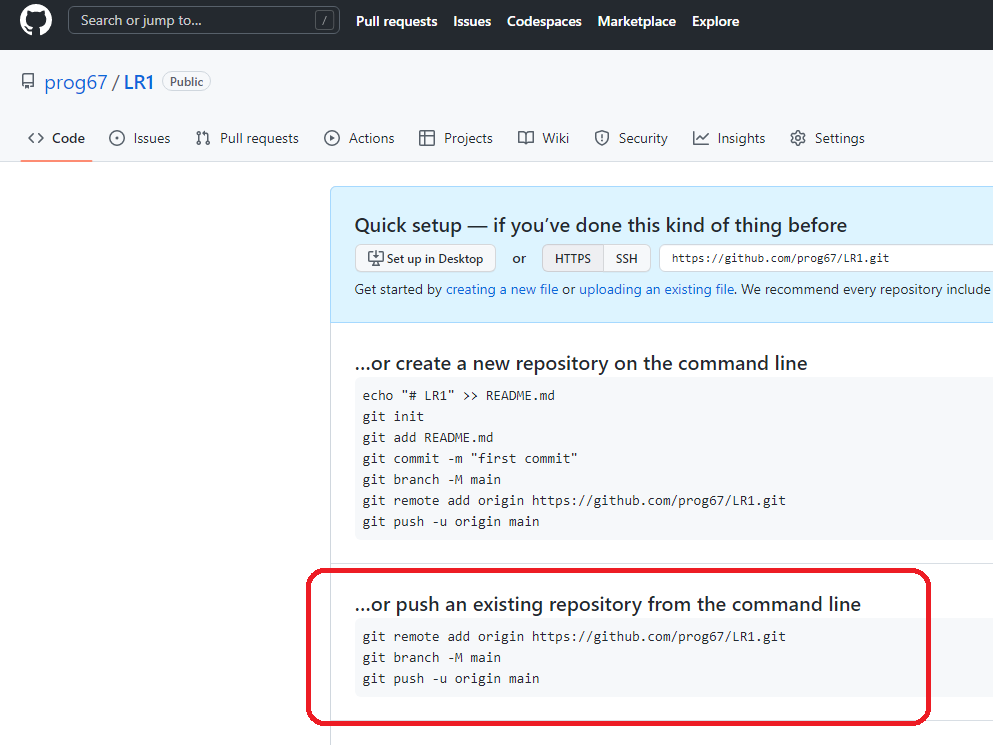 Search or jump to... /
Pull requests Issues Codespaces Marketplace Explore
prog67 / LR1 Public
<> Code Issues Pull requests Actions Projects Wiki Security Insights Settings
Quick setup — if you’ve done this kind of thing before
Set up in Desktop or HTTPS SSH https://github.com/prog67/LR1.git
Get started by creating a new file or uploading an existing file. We recommend every repository include
…or create a new repository on the command line
echo "# LR1" >> README.md
git init
git add README.md
git commit -m "first commit"
git branch -M main
git remote add origin https://github.com/prog67/LR1.git
git push -u origin main
…or push an existing repository from the command line
git remote add origin https://github.com/prog67/LR1.git
git branch -M main
git push -u origin main